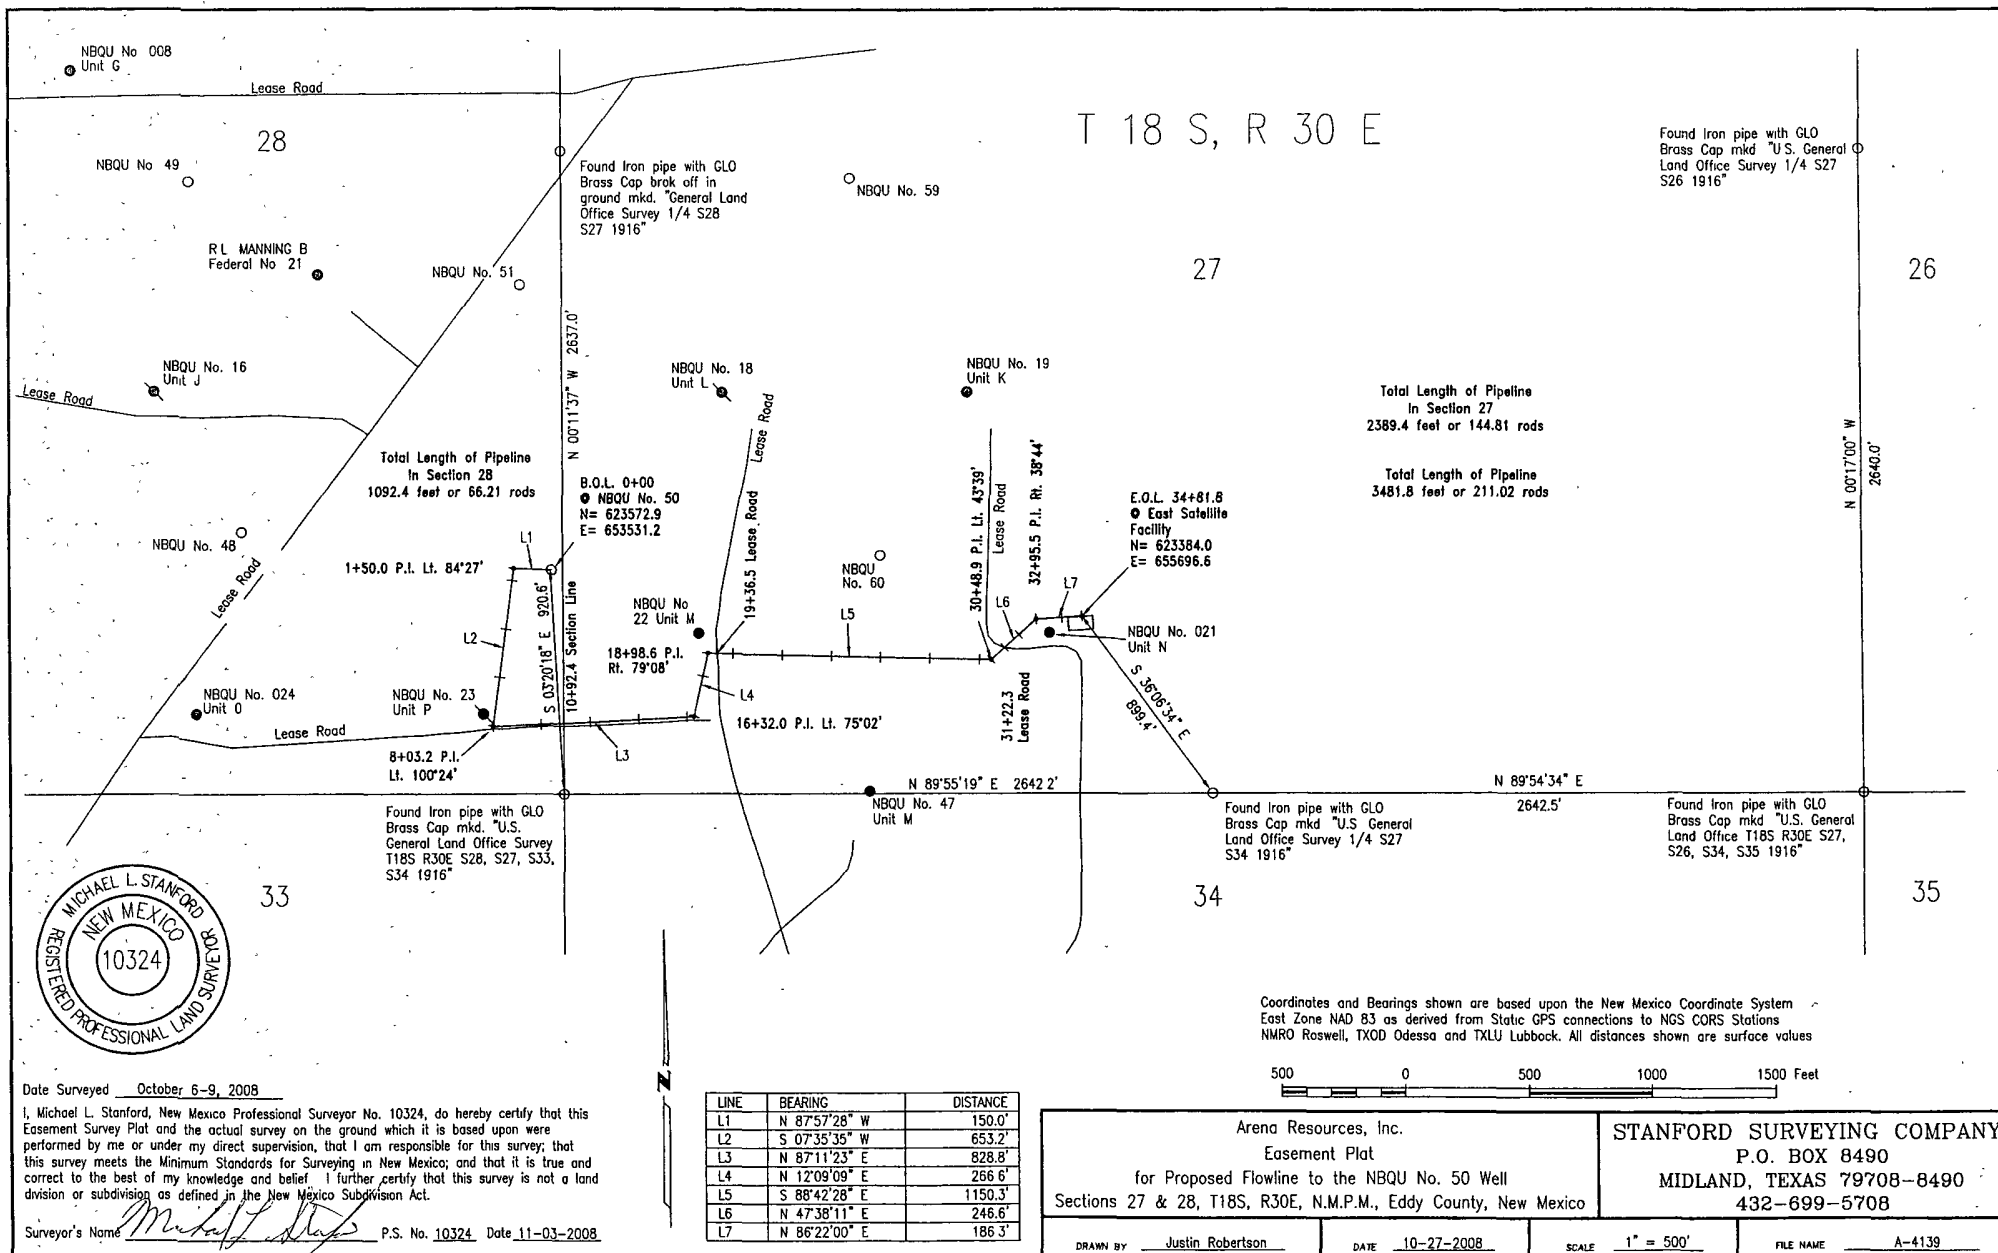 NBQU No 008
Unit G
Lease Road
28
T 18 S, R 30 E
Found Iron pipe with GLO
Brass Cap mkd "U S. General
Land Office Survey 1/4 S27
S26 1916"
NBQU No 49
Found Iron pipe with GLO
Brass Cap brok off in
ground mkd. "General Land
Office Survey 1/4 S28
S27 1916"
NBQU No. 59
R L MANNING B
Federal No 21
NBQU No. 51
27
26
N 00°11'37" W 2637.0'
NBQU No. 16
Unit J
NBQU No. 18
Unit L
NBQU No. 19
Unit K
Lease Road
Lease Road
Total Length of Pipeline
In Section 27
2389.4 feet or 144.81 rods
Total Length of Pipeline
3481.8 feet or 211.02 rods
N 00°17'00" W
2640.0'
Total Length of Pipeline
In Section 28
1092.4 feet or 66.21 rods
B.O.L. 0+00
@ NBQU No. 50
N= 623572.9
E= 653531.2
19+36.5 Lease Road
30+48.9 P.I. Lt. 43°39'
Lease Road
32+95.5 P.I. Rt. 38°44'
E.O.L. 34+81.8
@ East Satellite
Facility
N= 623384.0
E= 655696.6
NBQU No. 48
Lease Road
L1
1+50.0 P.I. Lt. 84°27'
NBQU
No. 60
L2
S 03°20'18" E 920.6'
10+92.4 Section Line
NBQU No
22 Unit M
18+98.6 P.I.
Rt. 79°08'
L5
L6
L7
NBQU No. 021
Unit N
NBQU No. 024
Unit O
NBQU No. 23
Unit P
L4
16+32.0 P.I. Lt. 75°02'
31+22.3
Lease Road
S 36°06'34" E
899.4'
Lease Road
8+03.2 P.I.
Lt. 100°24'
L3
N 89°55'19" E 2642 2'
N 89°54'34" E
2642.5'
NBQU No. 47
Unit M
Found Iron pipe with GLO
Brass Cap mkd. "U.S.
General Land Office Survey
T18S R30E S28, S27, S33,
S34 1916"
Found Iron pipe with GLO
Brass Cap mkd "U.S General
Land Office Survey 1/4 S27
S34 1916"
Found Iron pipe with GLO
Brass Cap mkd "U.S. General
Land Office T18S R30E S27,
S26, S34, S35 1916"
33
34
35
MICHAEL L. STANFORD
NEW MEXICO
10324
REGISTERED PROFESSIONAL LAND SURVEYOR
N
Coordinates and Bearings shown are based upon the New Mexico Coordinate System
East Zone NAD 83 as derived from Static GPS connections to NGS CORS Stations
NMRO Roswell, TXOD Odessa and TXLU Lubbock. All distances shown are surface values
500 0 500 1000 1500 Feet
Date Surveyed October 6-9, 2008
I, Michael L. Stanford, New Mexico Professional Surveyor No. 10324, do hereby certify that this
Easement Survey Plat and the actual survey on the ground which it is based upon were
performed by me or under my direct supervision, that I am responsible for this survey; that
this survey meets the Minimum Standards for Surveying in New Mexico; and that it is true and
correct to the best of my knowledge and belief I further certify that this survey is not a land
division or subdivision as defined in the New Mexico Subdivision Act.
Surveyor's Name P.S. No. 10324 Date 11-03-2008
LINE BEARING DISTANCE
L1 N 87°57'28" W 150.0'
L2 S 07°35'35" W 653.2'
L3 N 87°11'23" E 828.8'
L4 N 12°09'09" E 266 6'
L5 S 88°42'28" E 1150.3'
L6 N 47°38'11" E 246.6'
L7 N 86°22'00" E 186 3'
Arena Resources, Inc.
Easement Plat
for Proposed Flowline to the NBQU No. 50 Well
Sections 27 & 28, T18S, R30E, N.M.P.M., Eddy County, New Mexico
STANFORD SURVEYING COMPANY
P.O. BOX 8490
MIDLAND, TEXAS 79708-8490
432-699-5708
DRAWN BY Justin Robertson
DATE 10-27-2008
SCALE 1" = 500'
FILE NAME A-4139